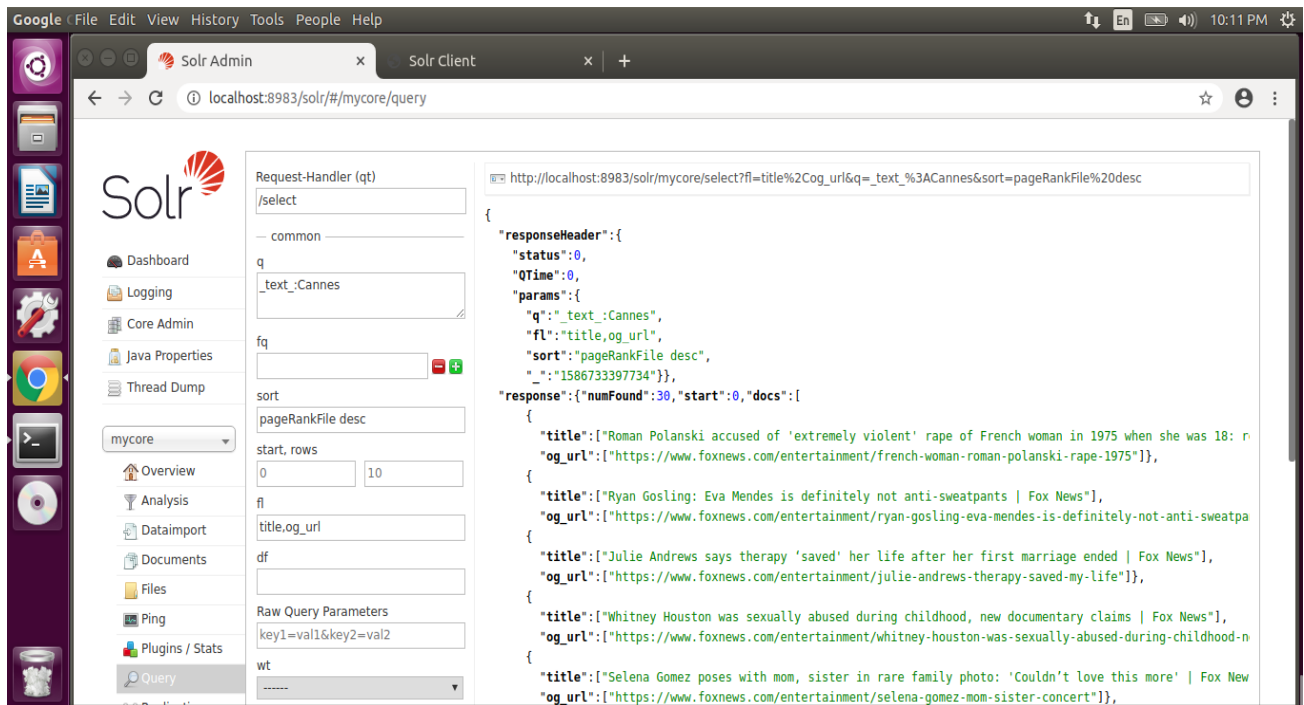 Google C File Edit View History Tools People Help
En 10:11 PM
Solr Admin
Solr Client
localhost:8983/solr/#/mycore/query
Solr
Dashboard
Logging
Core Admin
Java Properties
Thread Dump
mycore
Overview
Analysis
Dataimport
Documents
Files
Ping
Plugins / Stats
Query
Request-Handler (qt)
/select
common
q
_text_:Cannes
fq
sort
pageRankFile desc
start, rows
0 10
fl
title,og_url
df
Raw Query Parameters
key1=val1&key2=val2
wt
------
http://localhost:8983/solr/mycore/select?fl=title%2Cog_url&q=_text_%3ACannes&sort=pageRankFile%20desc
{
"responseHeader":{
"status":0,
"QTime":0,
"params":{
"q":"_text_:Cannes",
"fl":"title,og_url",
"sort":"pageRankFile desc",
"_":"1586733397734"}},
"response":{"numFound":30,"start":0,"docs":[
{
"title":["Roman Polanski accused of 'extremely violent' rape of French woman in 1975 when she was 18: r
"og_url":["https://www.foxnews.com/entertainment/french-woman-roman-polanski-rape-1975"]},
{
"title":["Ryan Gosling: Eva Mendes is definitely not anti-sweatpants | Fox News"],
"og_url":["https://www.foxnews.com/entertainment/ryan-gosling-eva-mendes-is-definitely-not-anti-sweatpa
{
"title":["Julie Andrews says therapy ‘saved' her life after her first marriage ended | Fox News"],
"og_url":["https://www.foxnews.com/entertainment/julie-andrews-therapy-saved-my-life"]},
{
"title":["Whitney Houston was sexually abused during childhood, new documentary claims | Fox News"],
"og_url":["https://www.foxnews.com/entertainment/whitney-houston-was-sexually-abused-during-childhood-n
{
"title":["Selena Gomez poses with mom, sister in rare family photo: 'Couldn’t love this more' | Fox New
"og_url":["https://www.foxnews.com/entertainment/selena-gomez-mom-sister-concert"]},